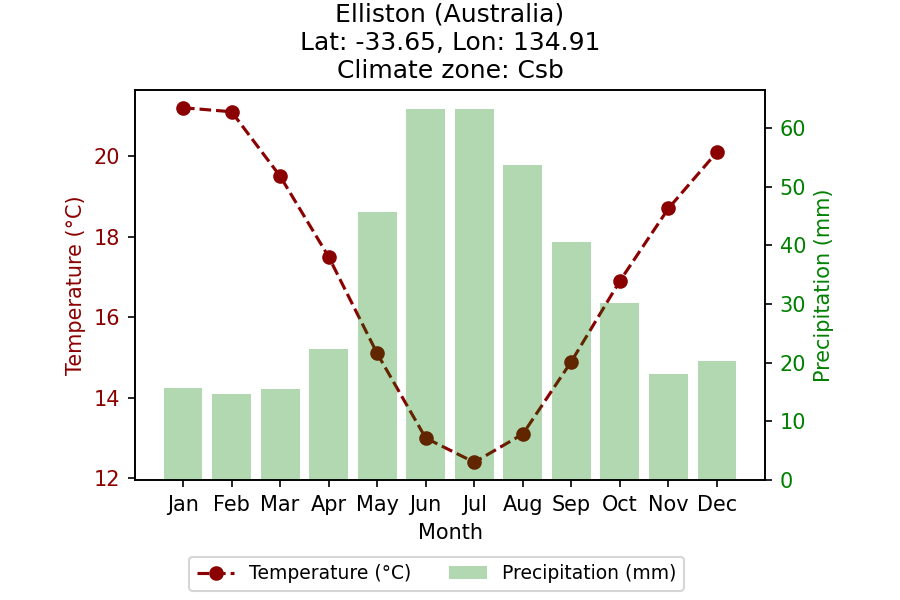 Elliston (Australia)
Lat: -33.65, Lon: 134.91
Climate zone: Csb
Temperature (°C)
20
18
16
14
12
60
50
40
30
20
10
0
Precipitation (mm)
Jan Feb Mar Apr May Jun Jul Aug Sep Oct Nov Dec
Month
Temperature (°C) Precipitation (mm)